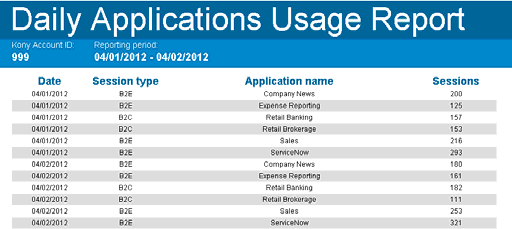 Daily Applications Usage Report
Kony Account ID: Reporting period:
999 04/01/2012 - 04/02/2012
Date Session type Application name Sessions
04/01/2012 B2E Company News 200
04/01/2012 B2E Expense Reporting 125
04/01/2012 B2C Retail Banking 157
04/01/2012 B2C Retail Brokerage 153
04/01/2012 B2E Sales 216
04/01/2012 B2E ServiceNow 293
04/02/2012 B2E Company News 180
04/02/2012 B2E Expense Reporting 161
04/02/2012 B2C Retail Banking 182
04/02/2012 B2C Retail Brokerage 111
04/02/2012 B2E Sales 253
04/02/2012 B2E ServiceNow 321